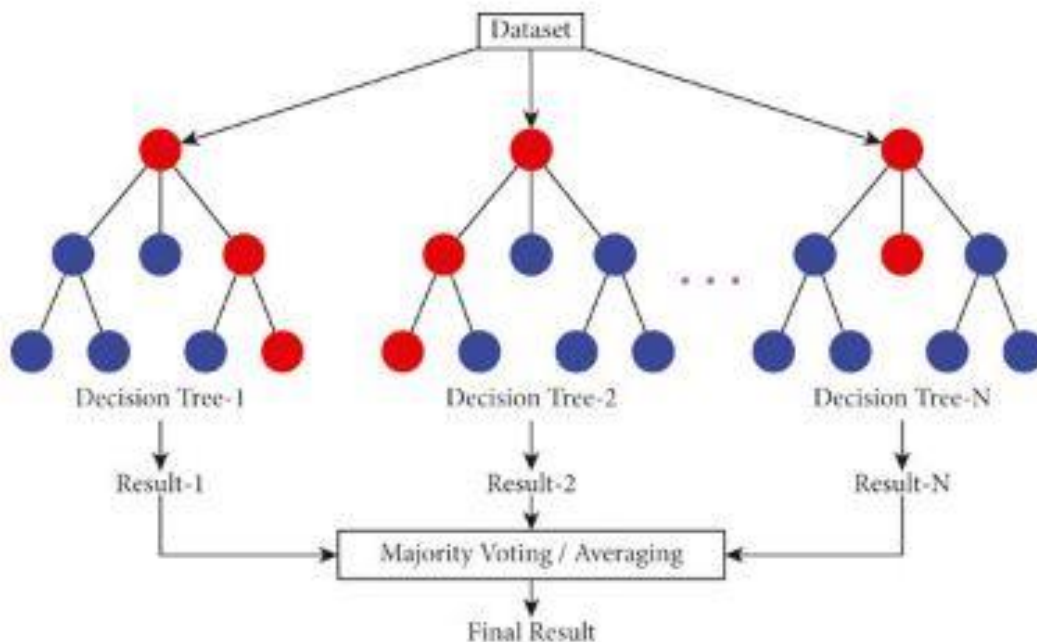 Dataset
Decision Tree-1
Decision Tree-2
Decision Tree-N
Result-1
Result-2
Result-N
Majority Voting / Averaging
Final Result